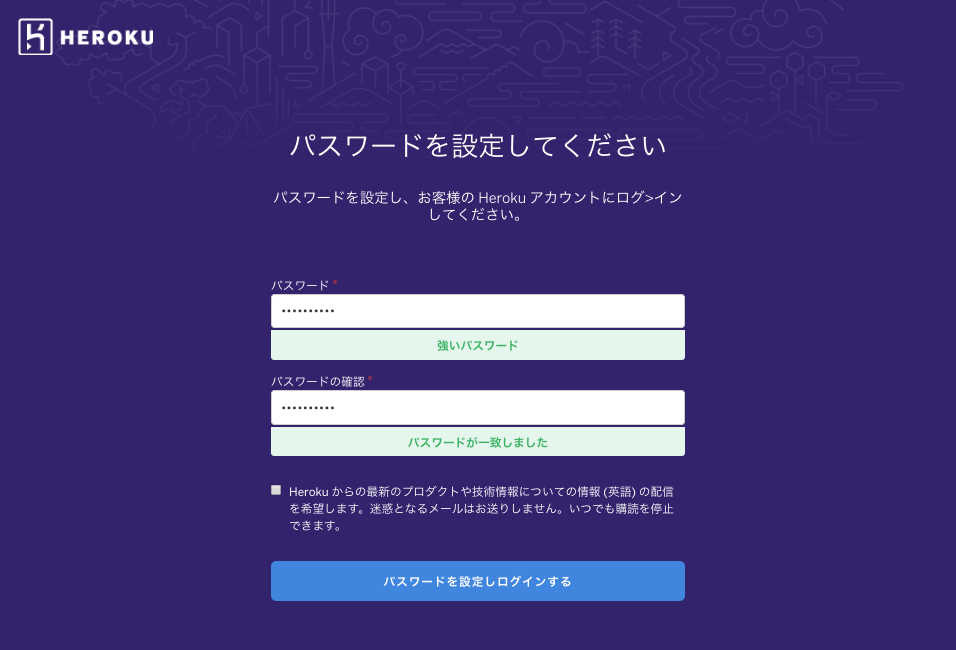 HEROKU
パスワードを設定してください
パスワードを設定し、お客様の Heroku アカウントにログ>イン
してください。
パスワード *
••••••••••
強いパスワード
パスワードの確認 *
••••••••••
パスワードが一致しました
Heroku からの最新のプロダクトや技術情報についての情報 (英語) の配信
を希望します。迷惑となるメールはお送りしません。いつでも購読を停止
できます。
パスワードを設定しログインする